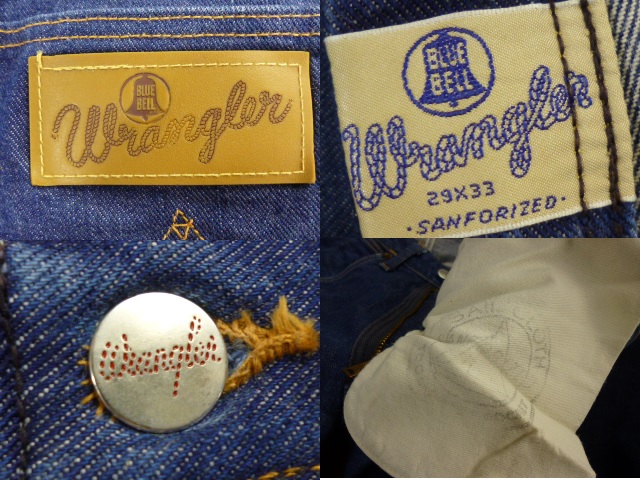 BLUE
BELL
Wrangler
BLUE
BELL
Wrangler
29X33
·SANFORIZED·
Wrangler